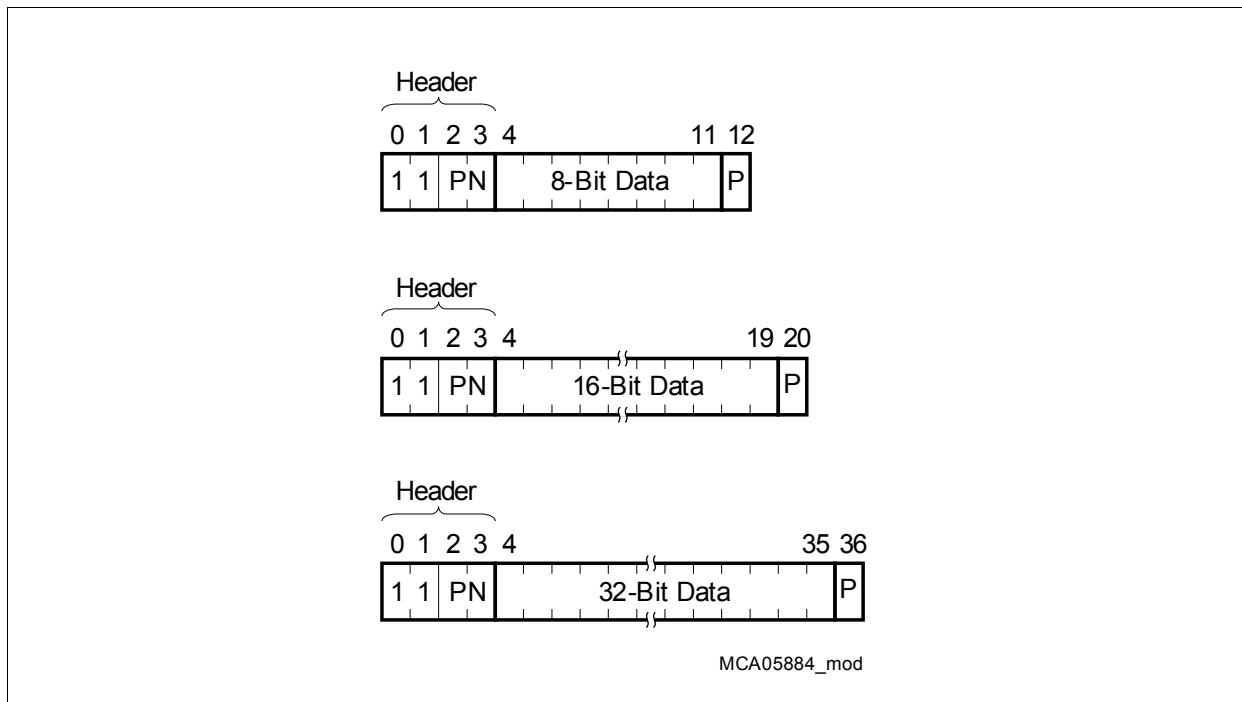 Header
0 1 2 3 4 11 12
1 1 PN 8-Bit Data P
Header
0 1 2 3 4 19 20
1 1 PN 16-Bit Data P
Header
0 1 2 3 4 35 36
1 1 PN 32-Bit Data P
MCA05884_mod